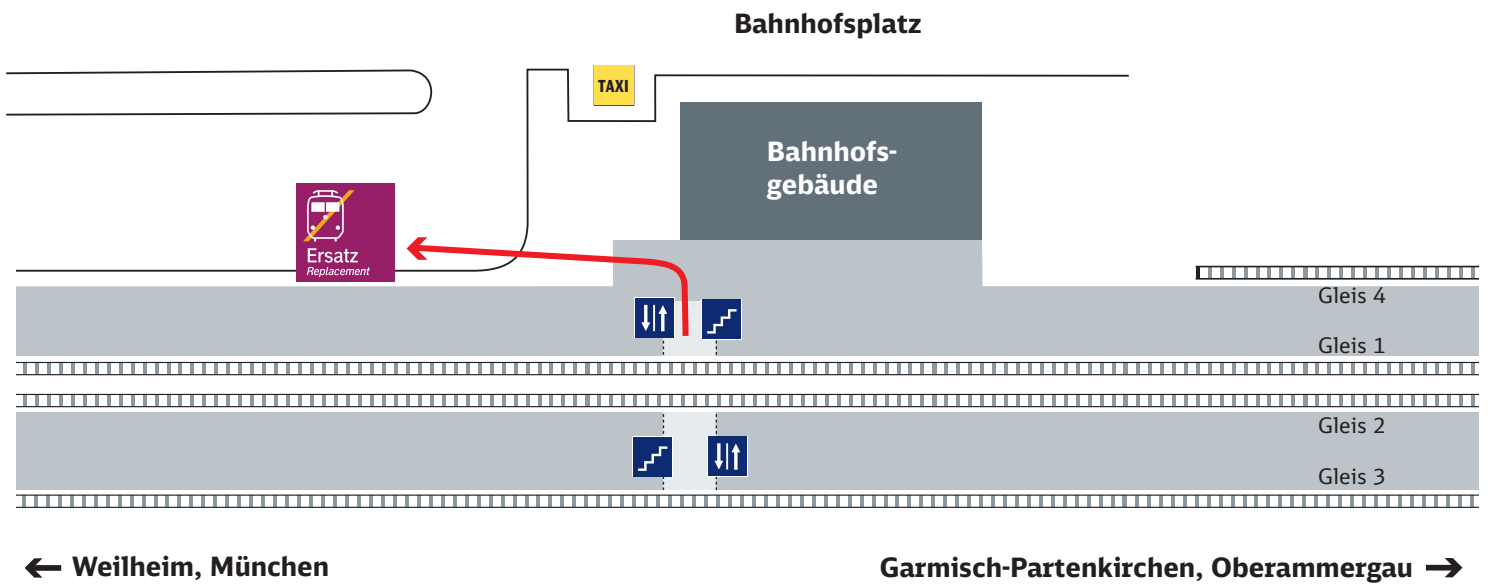 Bahnhofsplatz
TAXI
Bahnhofs-
gebäude
Ersatz
Replacement
Gleis 4
Gleis 1
Gleis 2
Gleis 3
← Weilheim, München
Garmisch-Partenkirchen, Oberammergau →